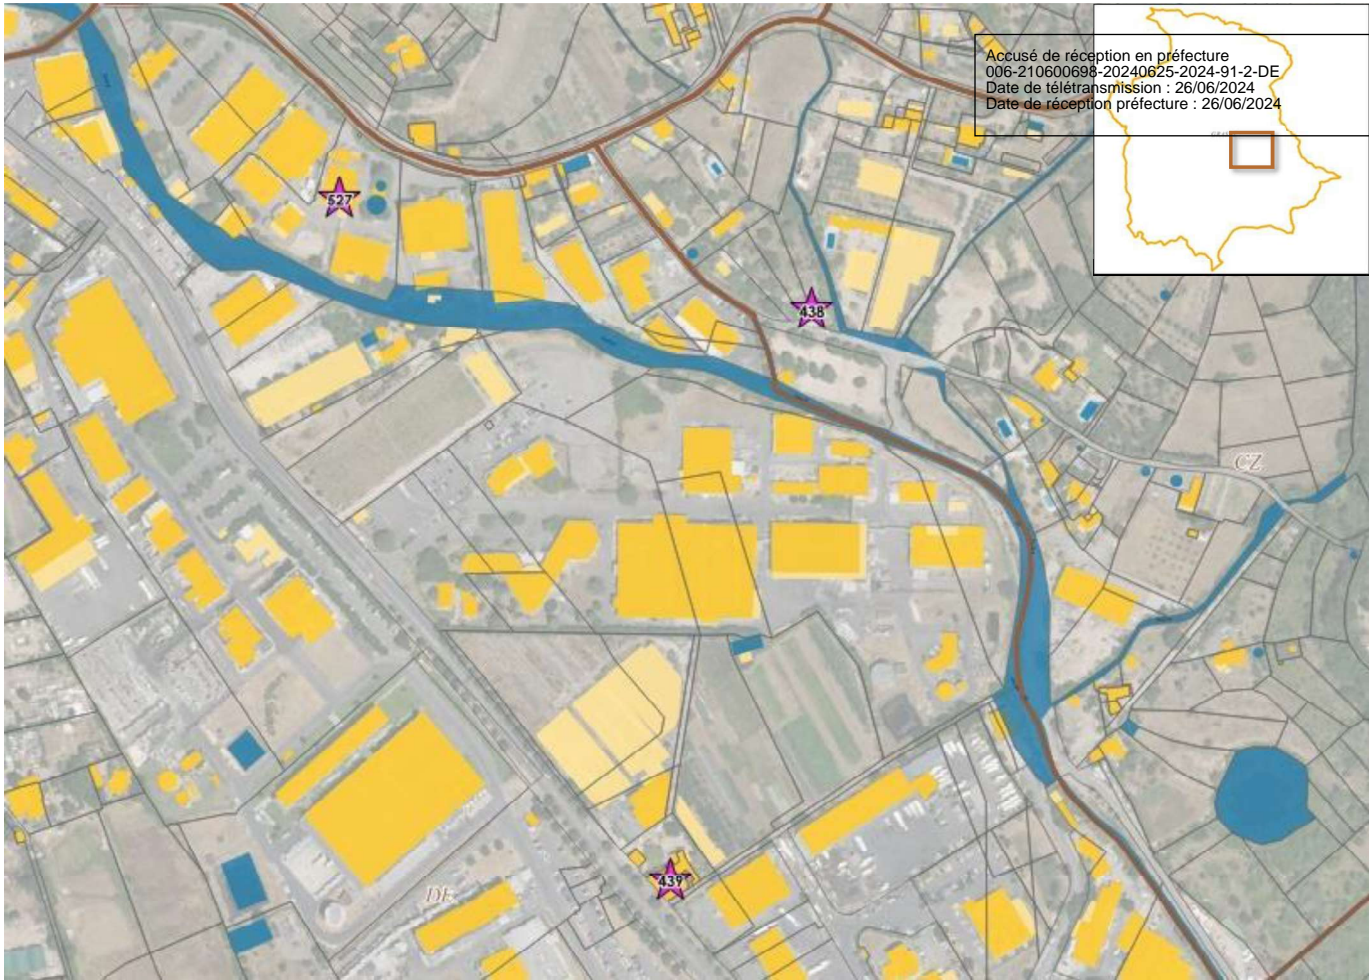 Accusé de réception en préfecture
006-210600698-20240625-2024-91-2-DE
Date de télétransmission : 26/06/2024
Date de réception préfecture : 26/06/2024
527
438
CZ
439
DE